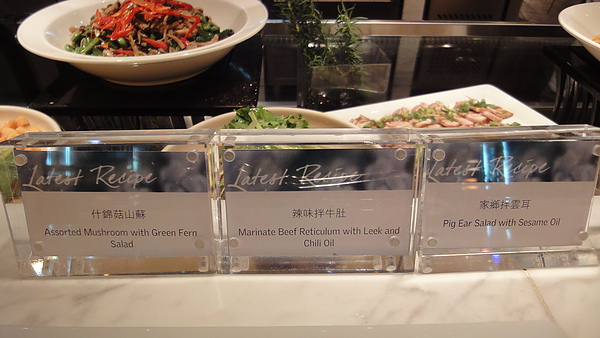 Latest Recipe
什錦菇山蘇
Assorted Mushroom with Green Fern
Salad
Latest Recipe
辣味拌牛肚
Marinate Beef Reticulum with Leek and
Chili Oil
Latest Recipe
家鄉拌雲耳
Pig Ear Salad with Sesame Oil